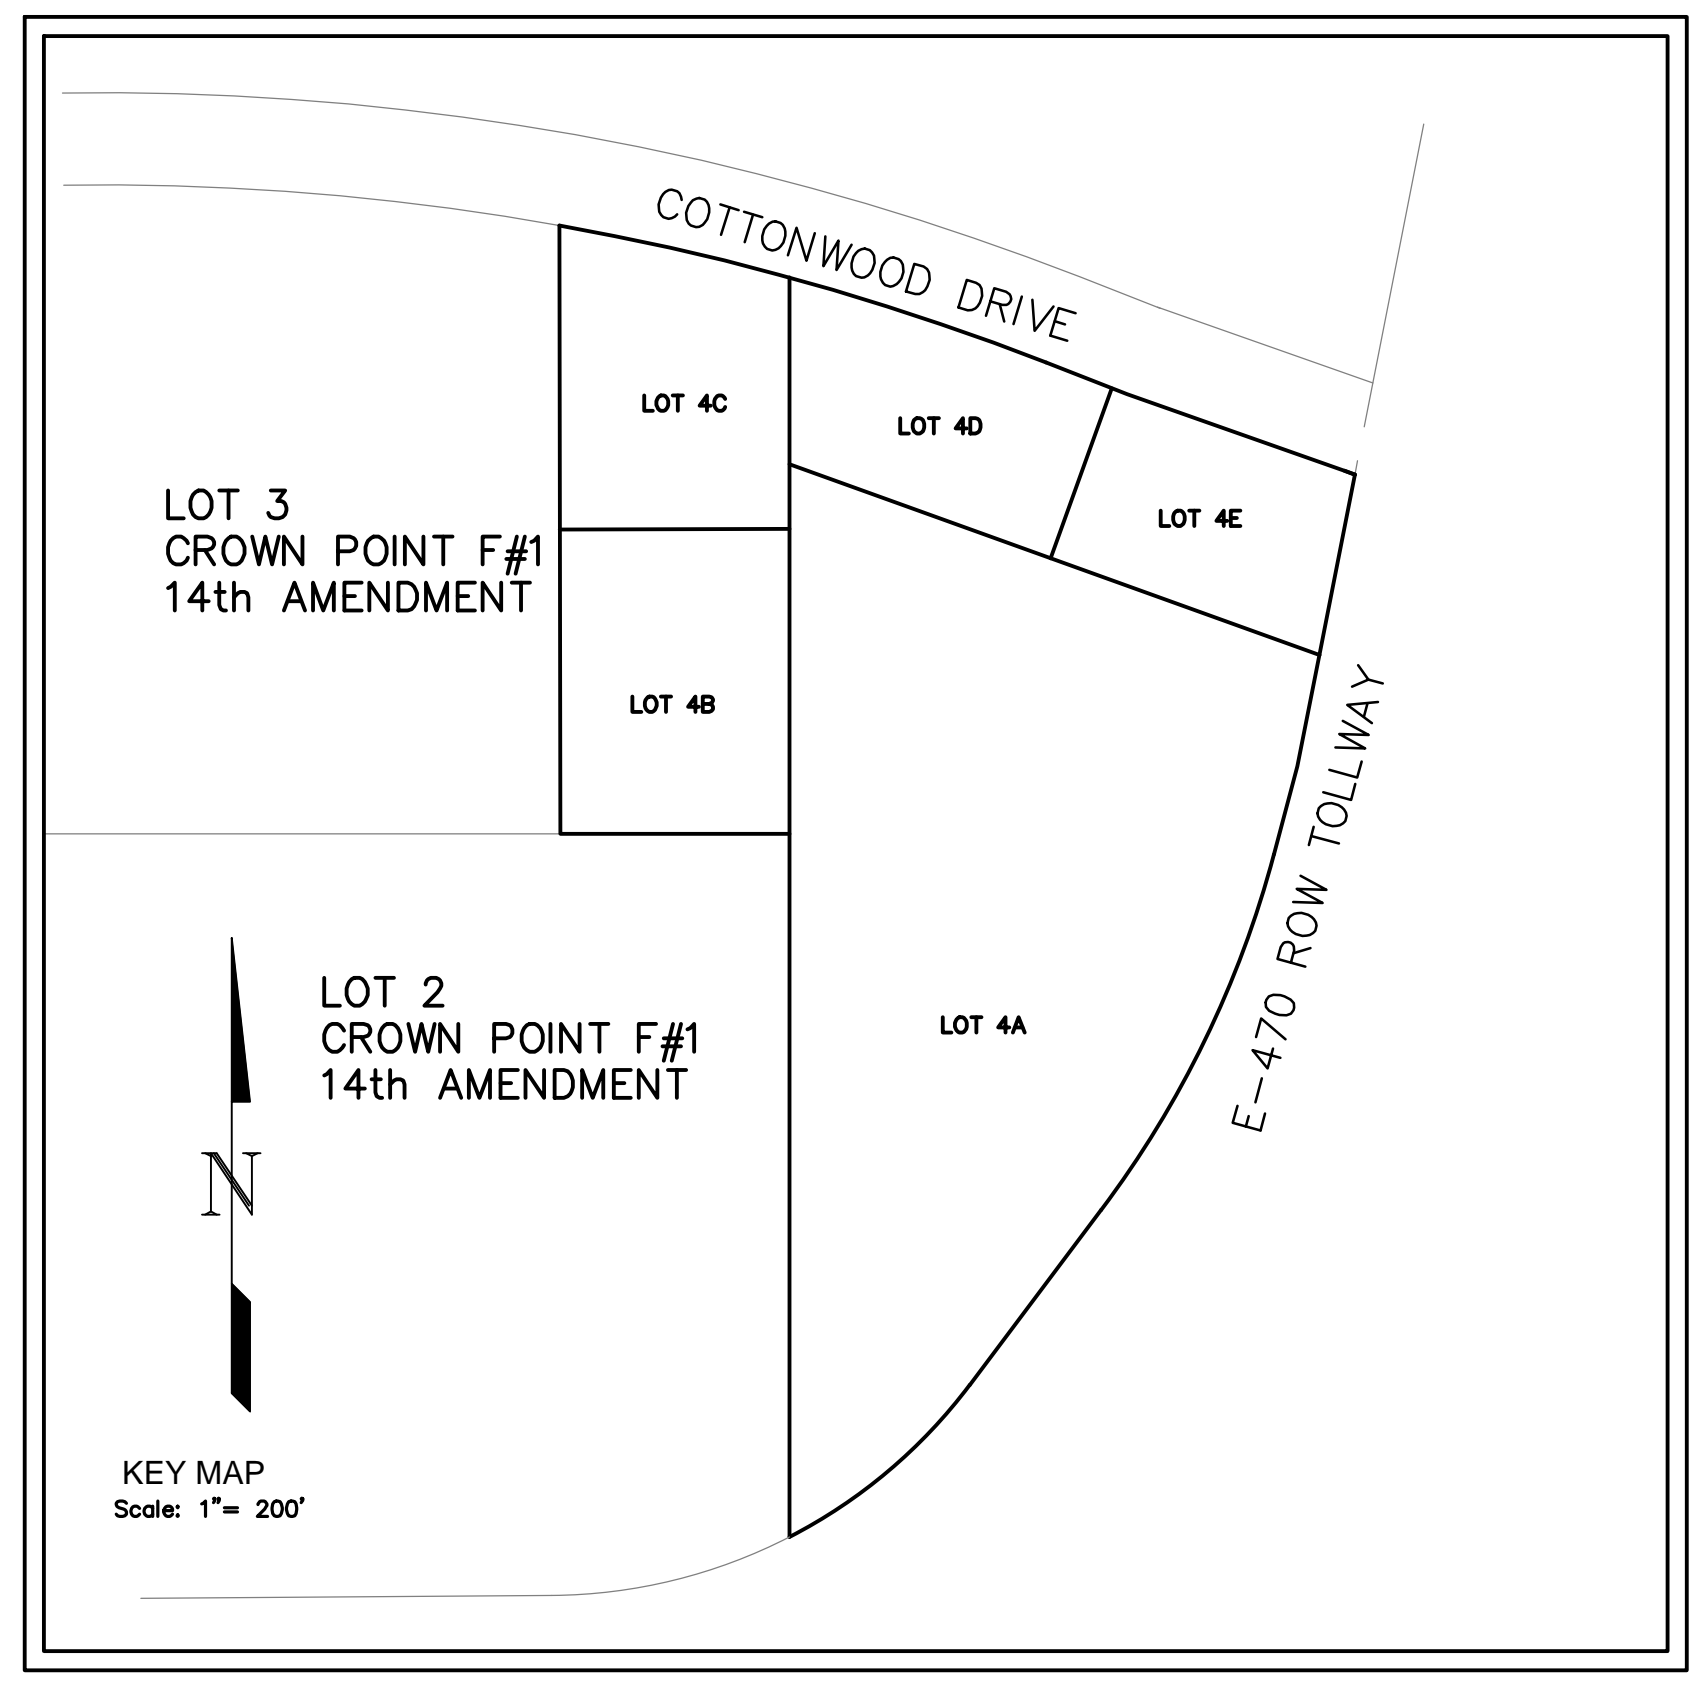 COTTONWOOD DRIVE
LOT 4C
LOT 4D
LOT 3
CROWN POINT F#1
14th AMENDMENT
LOT 4E
LOT 4B
E-470 ROW TOLLWAY
LOT 2
CROWN POINT F#1
14th AMENDMENT
LOT 4A
N
KEY MAP
Scale: 1"= 200'